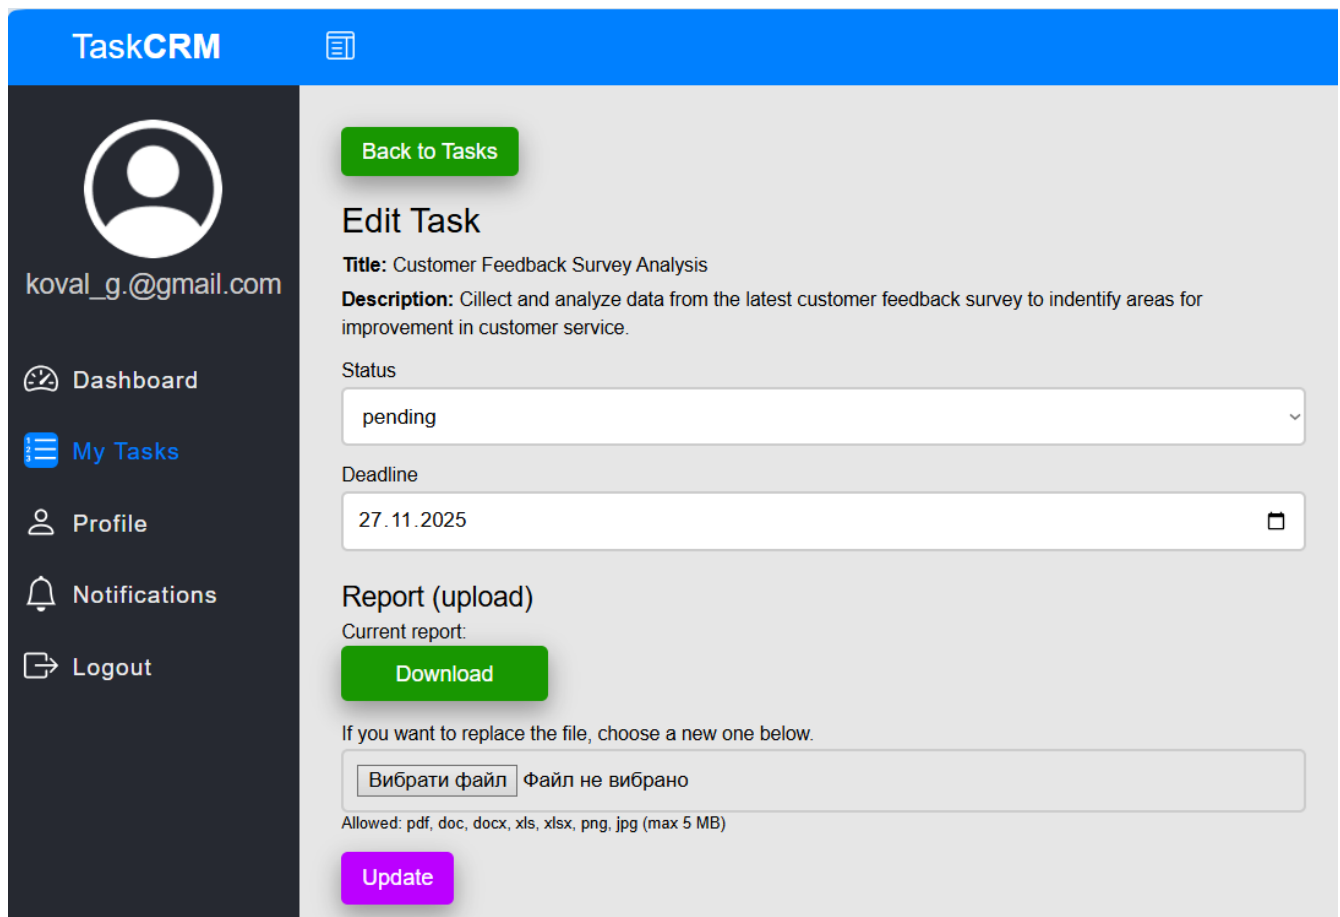 TaskCRM
koval_g.@gmail.com
Dashboard
My Tasks
Profile
Notifications
Logout
Back to Tasks
Edit Task
Title: Customer Feedback Survey Analysis
Description: Cillect and analyze data from the latest customer feedback survey to indentify areas for
improvement in customer service.
Status
pending
Deadline
27.11.2025
Report (upload)
Current report:
Download
If you want to replace the file, choose a new one below.
Вибрати файл Файл не вибрано
Allowed: pdf, doc, docx, xls, xlsx, png, jpg (max 5 MB)
Update